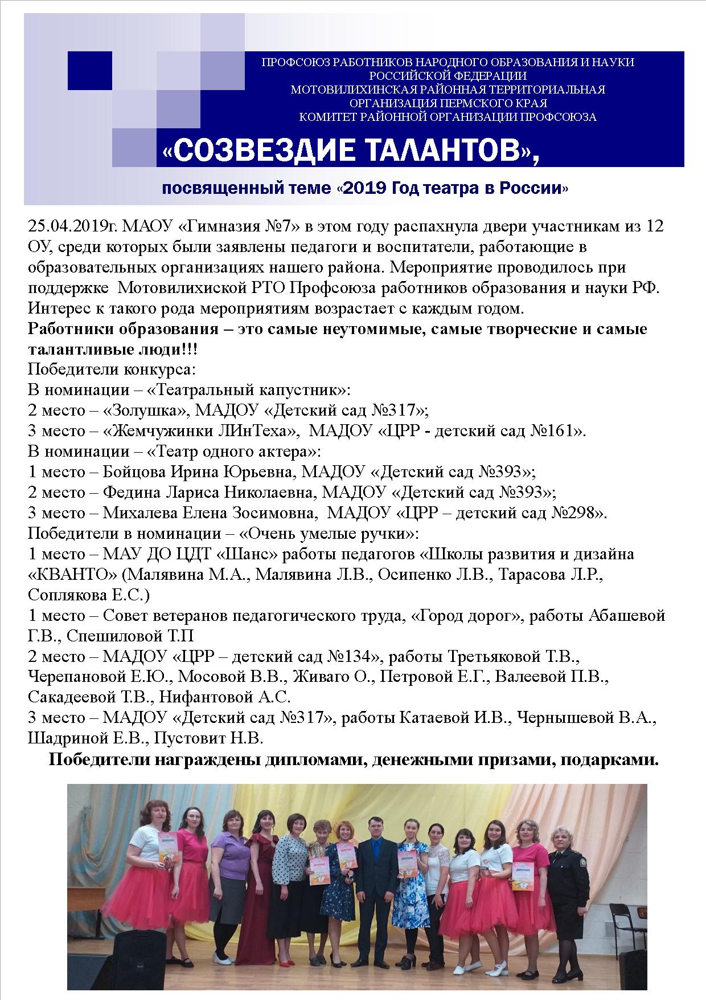 ПРОФСОЮЗ РАБОТНИКОВ НАРОДНОГО ОБРАЗОВАНИЯ И НАУКИ
РОССИЙСКОЙ ФЕДЕРАЦИИ
МОТОВИЛИХИНСКАЯ РАЙОННАЯ ТЕРРИТОРИАЛЬНАЯ
ОРГАНИЗАЦИЯ ПЕРМСКОГО КРАЯ
КОМИТЕТ РАЙОННОЙ ОРГАНИЗАЦИИ ПРОФСОЮЗА
«СОЗВЕЗДИЕ ТАЛАНТОВ»,
посвященный теме «2019 Год театра в России»
25.04.2019г. МАОУ «Гимназия №7» в этом году распахнула двери участникам из 12
ОУ, среди которых были заявлены педагоги и воспитатели, работающие в
образовательных организациях нашего района. Мероприятие проводилось при
поддержке  Мотовилихиской РТО Профсоюза работников образования и науки РФ.
Интерес к такого рода мероприятиям возрастает с каждым годом.
Работники образования – это самые неутомимые, самые творческие и самые
талантливые люди!!!
Победители конкурса:
В номинации – «Театральный капустник»:
2 место – «Золушка», МАДОУ «Детский сад №317»;
3 место – «Жемчужинки ЛИнТеха»,  МАДОУ «ЦРР - детский сад №161».
В номинации – «Театр одного актера»:
1 место – Бойцова Ирина Юрьевна, МАДОУ «Детский сад №393»;
2 место – Федина Лариса Николаевна, МАДОУ «Детский сад №393»;
3 место – Михалева Елена Зосимовна,  МАДОУ «ЦРР – детский сад №298».
Победители в номинации – «Очень умелые ручки»:
1 место – МАУ ДО ЦДТ «Шанс» работы педагогов «Школы развития и дизайна
«КВАНТО» (Малявина М.А., Малявина Л.В., Осипенко Л.В., Тарасова Л.Р.,
Соплякова Е.С.)
1 место – Совет ветеранов педагогического труда, «Город дорог», работы Абашевой
Г.В., Спешиловой Т.П
2 место – МАДОУ «ЦРР – детский сад №134», работы Третьяковой Т.В.,
Черепановой Е.Ю., Мосовой В.В., Живаго О., Петровой Е.Г., Валеевой П.В.,
Сакадеевой Т.В., Нифантовой А.С.
3 место – МАДОУ «Детский сад №317», работы Катаевой И.В., Чернышевой В.А.,
Шадриной Е.В., Пустовит Н.В.
Победители награждены дипломами, денежными призами, подарками.
ДИПЛОМ
ДИПЛОМ
ДИПЛОМ
ДИПЛОМ
ДИПЛОМ